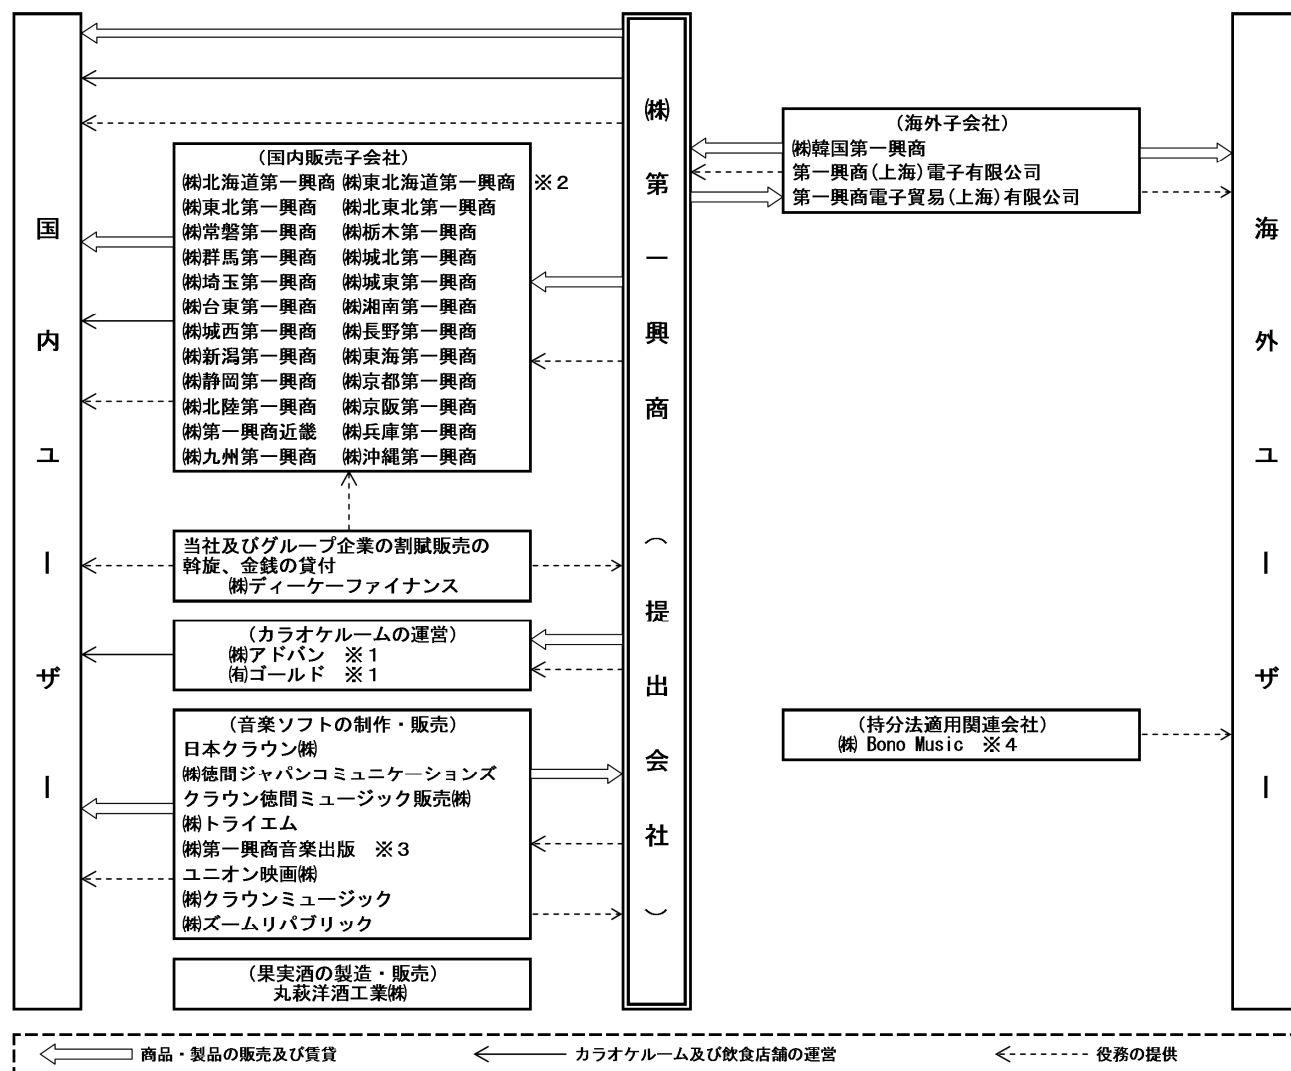 国内ユーザー
（国内販売子会社）
㈱北海道第一興商 ㈱東北海道第一興商 ※2
㈱東北第一興商 ㈱北東北第一興商
㈱常磐第一興商 ㈱栃木第一興商
㈱群馬第一興商 ㈱城北第一興商
㈱埼玉第一興商 ㈱城東第一興商
㈱台東第一興商 ㈱湘南第一興商
㈱城西第一興商 ㈱長野第一興商
㈱新潟第一興商 ㈱東海第一興商
㈱静岡第一興商 ㈱京都第一興商
㈱北陸第一興商 ㈱京阪第一興商
㈱第一興商近畿 ㈱兵庫第一興商
㈱九州第一興商 ㈱沖縄第一興商
当社及びグループ企業の割賦販売の
斡旋、金銭の貸付
㈱ディーケーファイナンス
（カラオケルームの運営）
㈱アドバン ※1
㈲ゴールド ※1
（音楽ソフトの制作・販売）
日本クラウン㈱
㈱徳間ジャパンコミュニケーションズ
クラウン徳間ミュージック販売㈱
㈱トライエム
㈱第一興商音楽出版 ※3
ユニオン映画㈱
㈱クラウンミュージック
㈱ズームリパブリック
（果実酒の製造・販売）
丸萩洋酒工業㈱
㈱第一興商（提出会社）
（海外子会社）
㈱韓国第一興商
第一興商(上海)電子有限公司
第一興商電子貿易(上海)有限公司
（持分法適用関連会社）
㈱ Bono Music ※4
海外ユーザー
商品・製品の販売及び賃貸
カラオケルーム及び飲食店舗の運営
役務の提供